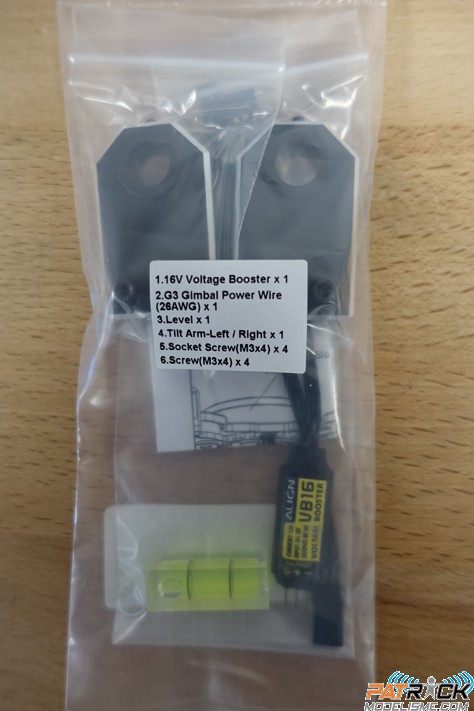 1.16V Voltage Booster x 1
2.G3 Gimbal Power Wire
(26AWG) x 1
3.Level x 1
4.Tilt Arm-Left / Right x 1
5.Socket Screw(M3x4) x 4
6.Screw(M3x4) x 4
ALIGN
VB16
VOLTAGE BOOSTER
PATROCK
MODELISME.COM